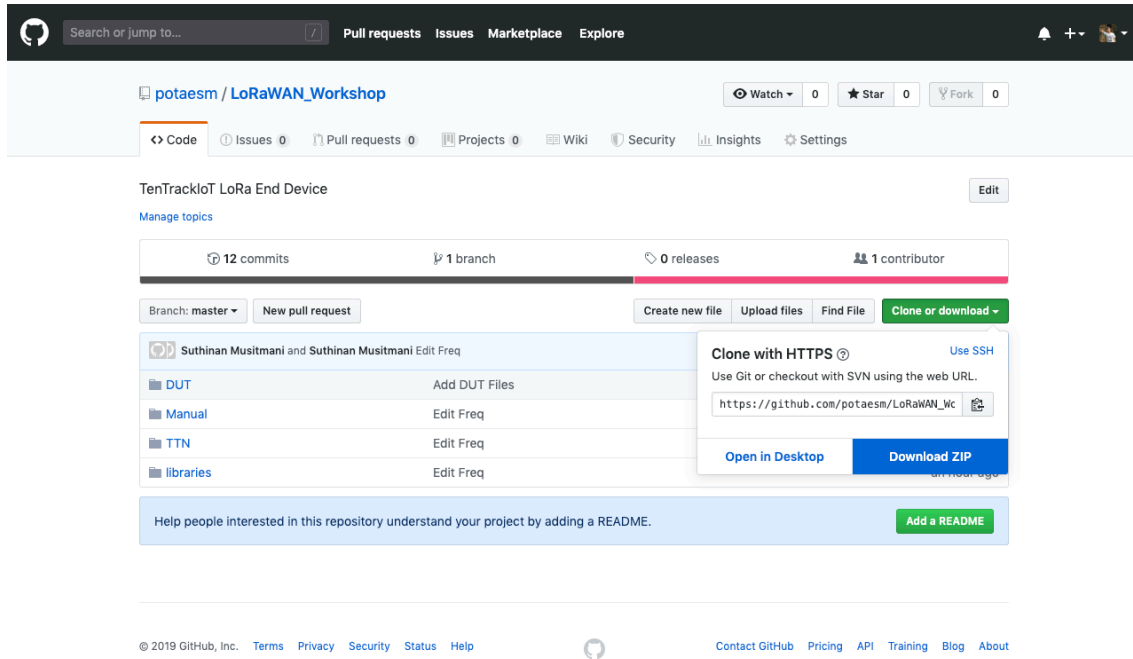 Search or jump to... /
Pull requests Issues Marketplace Explore
potaesm / LoRaWAN_Workshop
Watch 0 Star 0 Fork 0
Code Issues 0 Pull requests 0 Projects 0 Wiki Security Insights Settings
TenTrackIoT LoRa End Device
Edit
Manage topics
12 commits 1 branch 0 releases 1 contributor
Branch: master New pull request Create new file Upload files Find File Clone or download
Suthinan Musitmani and Suthinan Musitmani Edit Freq
DUT Add DUT Files
Manual Edit Freq
TTN Edit Freq
libraries Edit Freq
Clone with HTTPS ? Use SSH
Use Git or checkout with SVN using the web URL.
https://github.com/potaesm/LoRaWAN_Wo
Open in Desktop Download ZIP
an hour ago
Help people interested in this repository understand your project by adding a README. Add a README
© 2019 GitHub, Inc. Terms Privacy Security Status Help Contact GitHub Pricing API Training Blog About